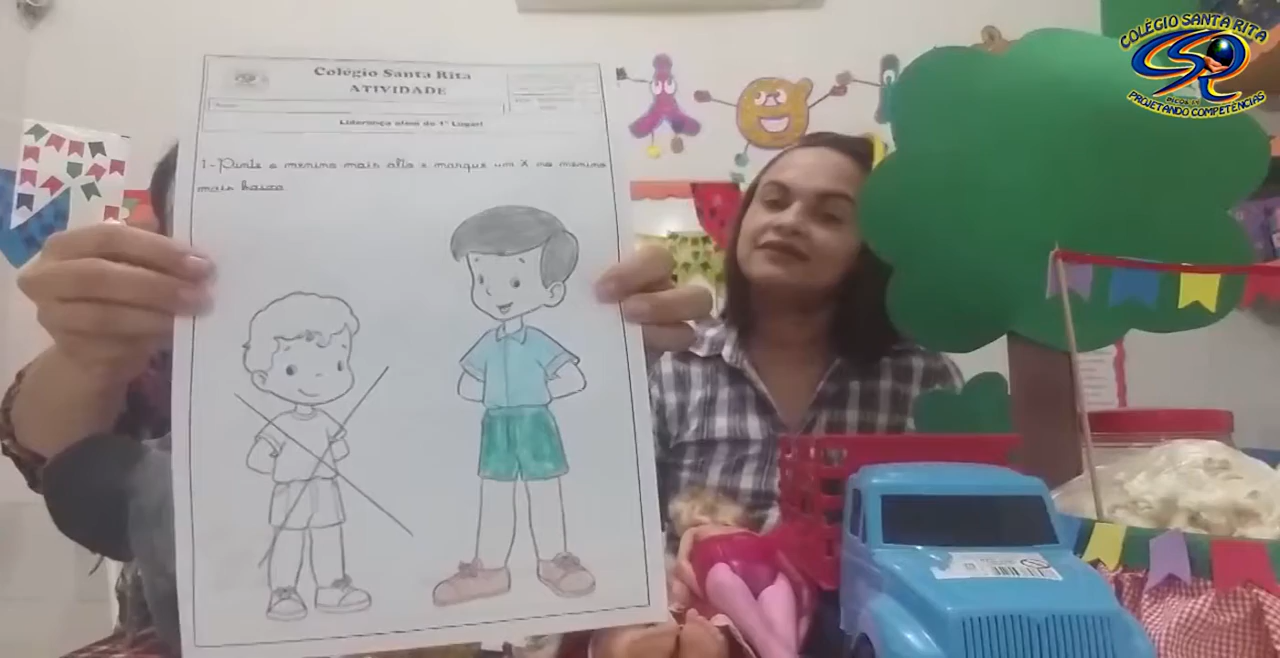 COLÉGIO SANTA RITA
PROJETANDO COMPETÊNCIAS
Colégio Santa Rita
ATIVIDADE
Liderança além do 1º Lugar!
1-Pinte o menino mais alto e marque um X no menino
mais baixo